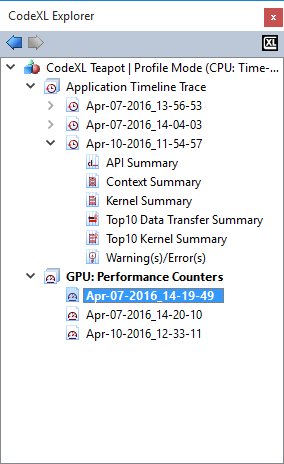 CodeXL Explorer
x
XL
CodeXL Teapot | Profile Mode (CPU: Time-...
Application Timeline Trace
Apr-07-2016_13-56-53
Apr-07-2016_14-04-03
Apr-10-2016_11-54-57
API Summary
Context Summary
Kernel Summary
Top10 Data Transfer Summary
Top10 Kernel Summary
Warning(s)/Error(s)
GPU: Performance Counters
Apr-07-2016_14-19-49
Apr-07-2016_14-20-10
Apr-10-2016_12-33-11